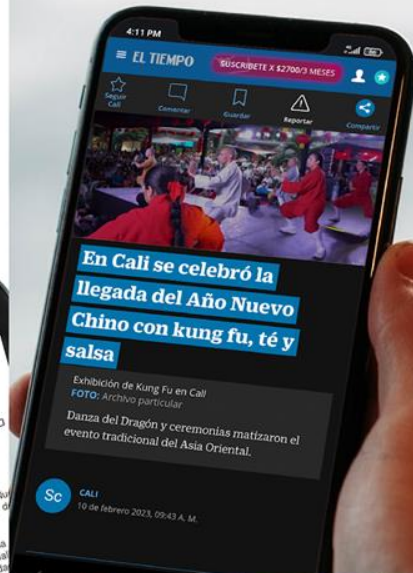 4:11 PM
EL TIEMPO
SUSCRIBETE X $2700/3 MESES
Seguir
Cali
Comentar
Guardar
Reportar
Compartir
En Cali se celebró la
llegada del Año Nuevo
Chino con kung fu, té y
salsa
Exhibición de Kung Fu en Cali
FOTO: Archivo particular
Danza del Dragón y ceremonias matizaron el
evento tradicional del Asia Oriental.
Sc
CALI
10 de febrero 2023, 09:43 A. M.